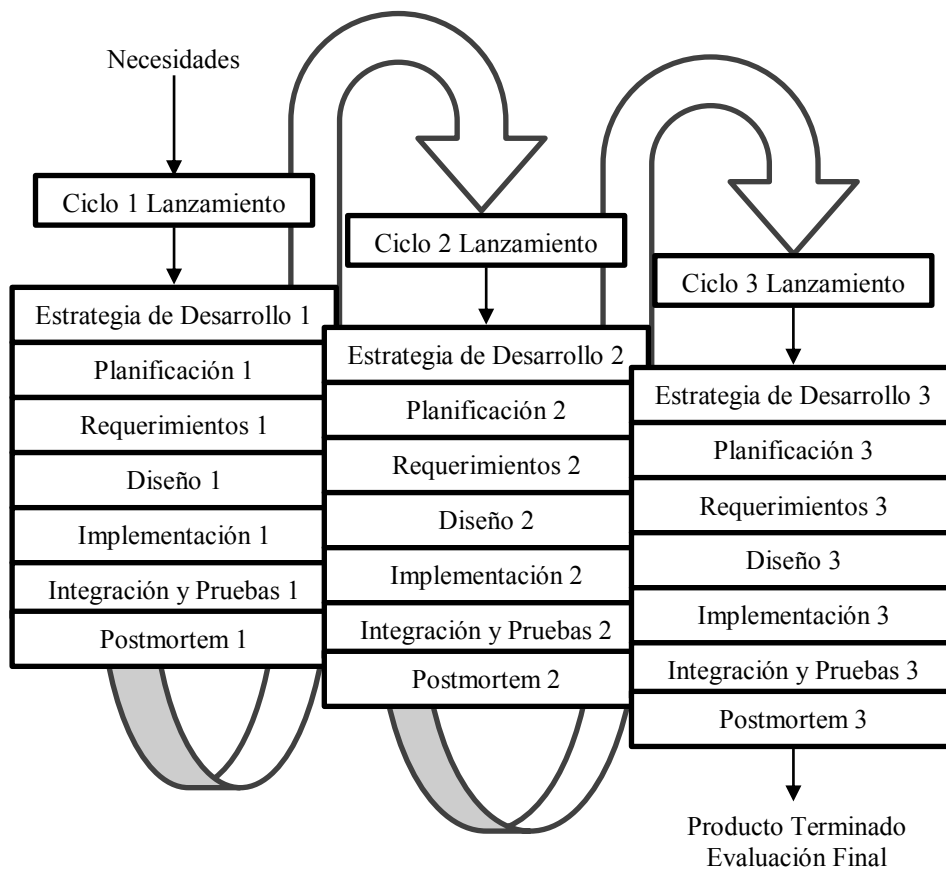 Necesidades
Ciclo 1 Lanzamiento
Estrategia de Desarrollo 1
Planificación 1
Requerimientos 1
Diseño 1
Implementación 1
Integración y Pruebas 1
Postmortem 1
Ciclo 2 Lanzamiento
Estrategia de Desarrollo 2
Planificación 2
Requerimientos 2
Diseño 2
Implementación 2
Integración y Pruebas 2
Postmortem 2
Ciclo 3 Lanzamiento
Estrategia de Desarrollo 3
Planificación 3
Requerimientos 3
Diseño 3
Implementación 3
Integración y Pruebas 3
Postmortem 3
Producto Terminado
Evaluación Final